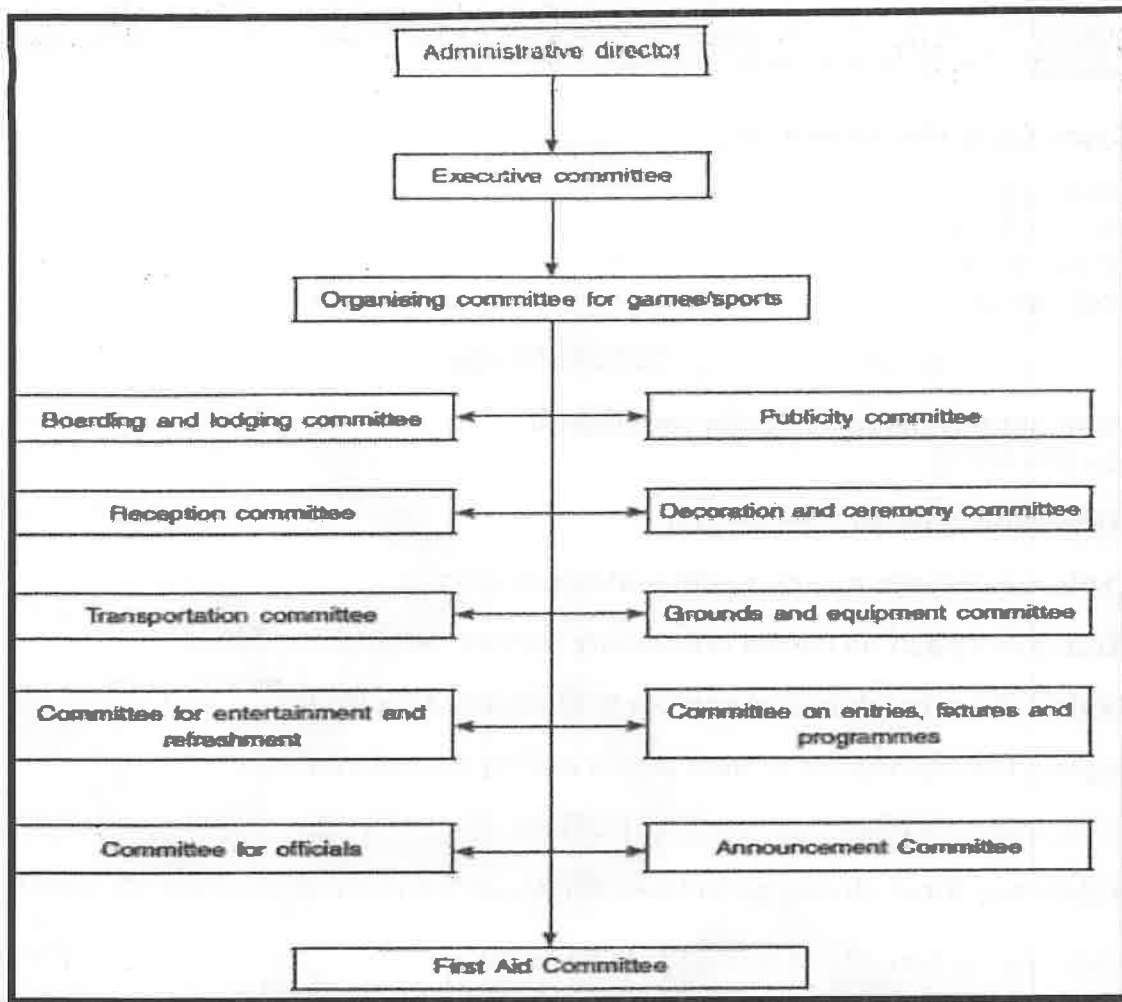 Administrative director
Executive committee
Organising committee for games/sports
Boarding and lodging committee
Publicity committee
Reception committee
Decoration and ceremony committee
Transportation committee
Grounds and equipment committee
Committee for entertainment and
refreshment
Committee on entries, fixtures and
programmes
Committee for officials
Announcement Committee
First Aid Committee